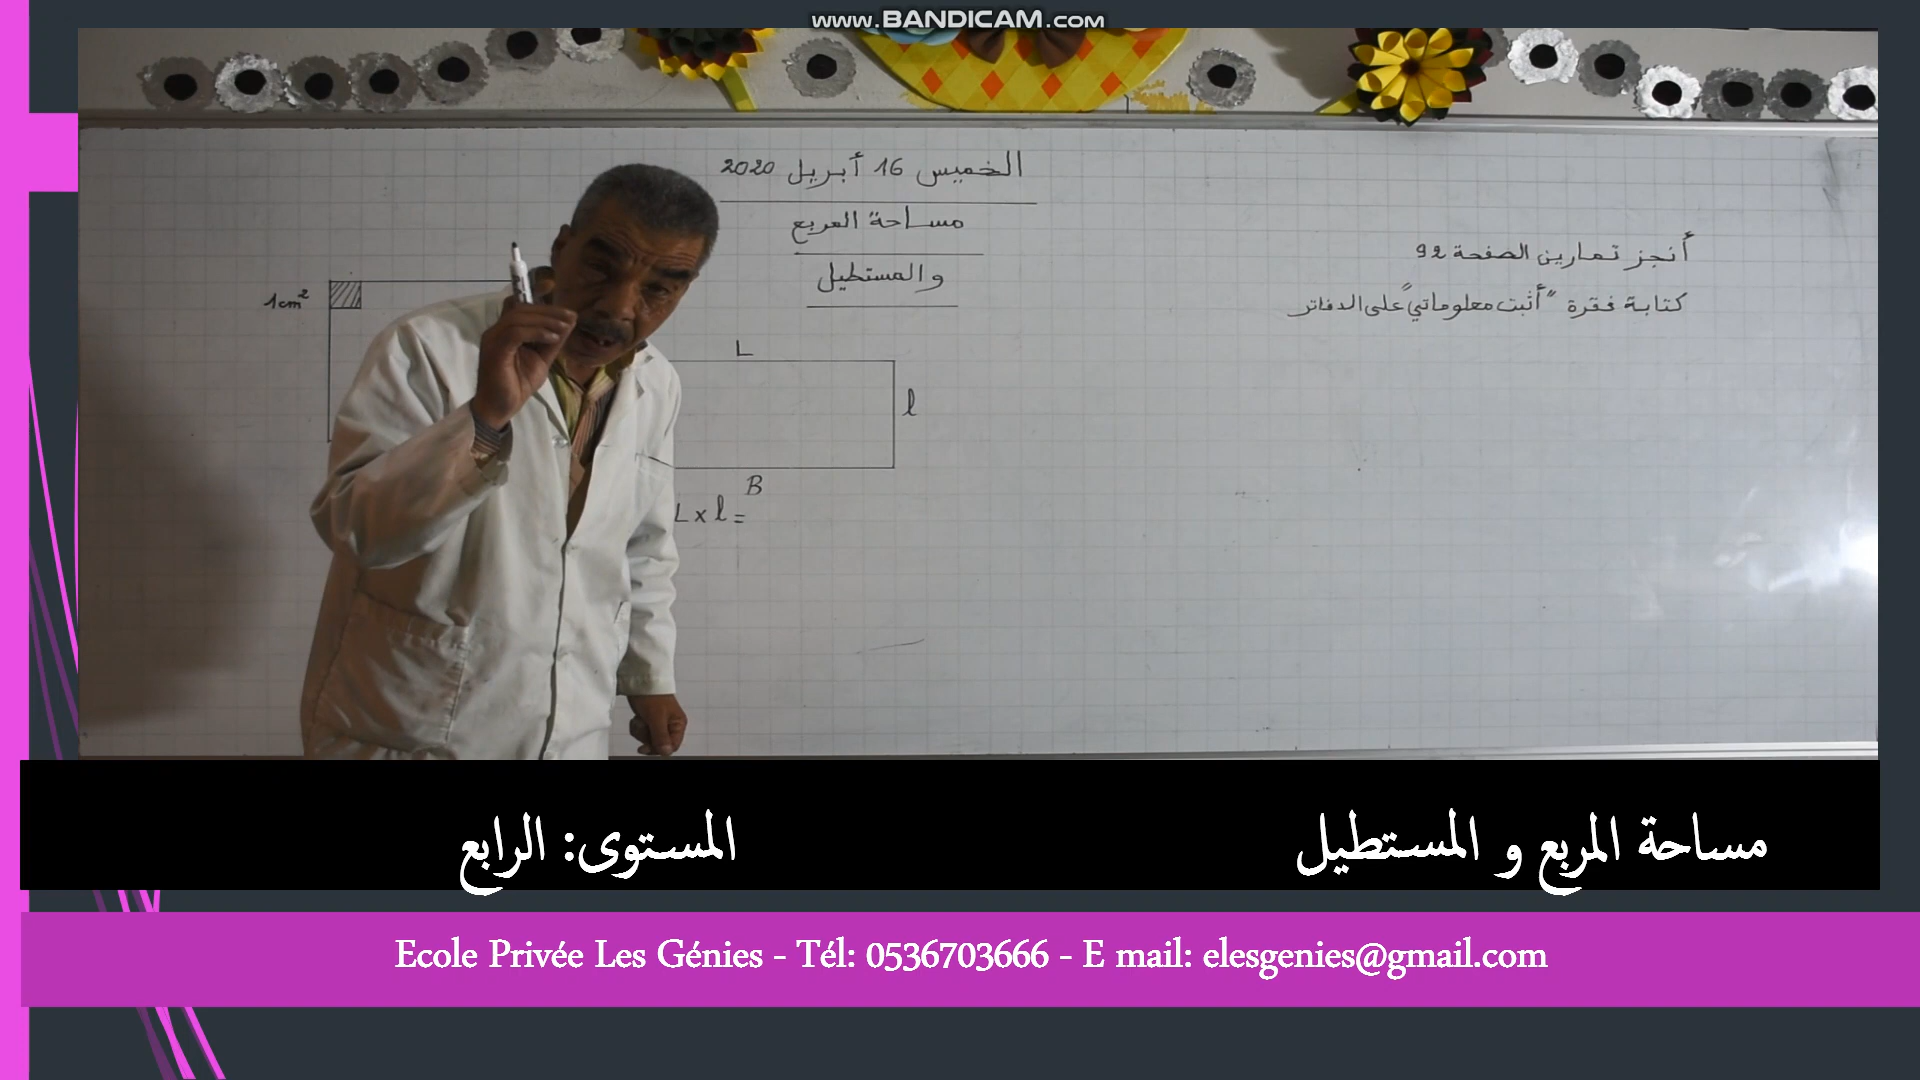 www.BANDICAM.com
الخميس 16 أبريل 2020
مساحة المربع
والمستطيل
أنجز تمارين الصفحة 92
كتابة فقرة "أثبت معلوماتي" على الدفاتر
1cm²
L
l
B
L x l =
مساحة المربع و المستطيل
المستوى: الرابع
Ecole Privée Les Génies - Tél: 0536703666 - E mail: elesgenies@gmail.com